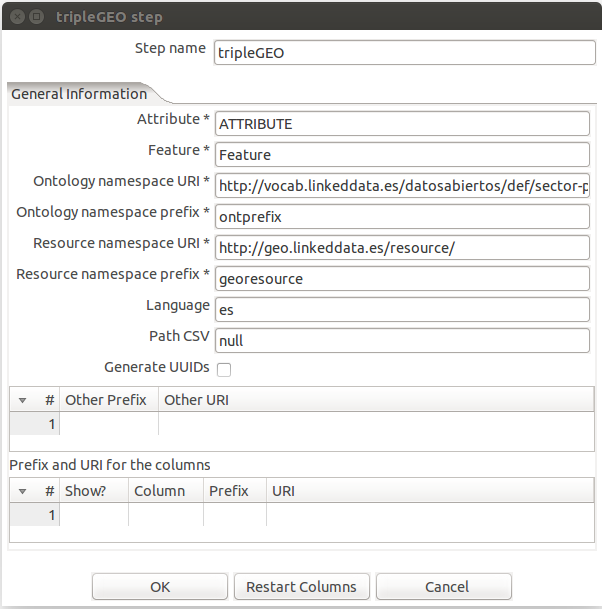 tripleGEO step
Step name tripleGEO
General Information
Attribute * ATTRIBUTE
Feature * Feature
Ontology namespace URI * http://vocab.linkeddata.es/datosabiertos/def/sector-p
Ontology namespace prefix * ontprefix
Resource namespace URI * http://geo.linkeddata.es/resource/
Resource namespace prefix * georesource
Language es
Path CSV null
Generate UUIDs
# Other Prefix Other URI
1
Prefix and URI for the columns
# Show? Column Prefix URI
1
OK Restart Columns Cancel